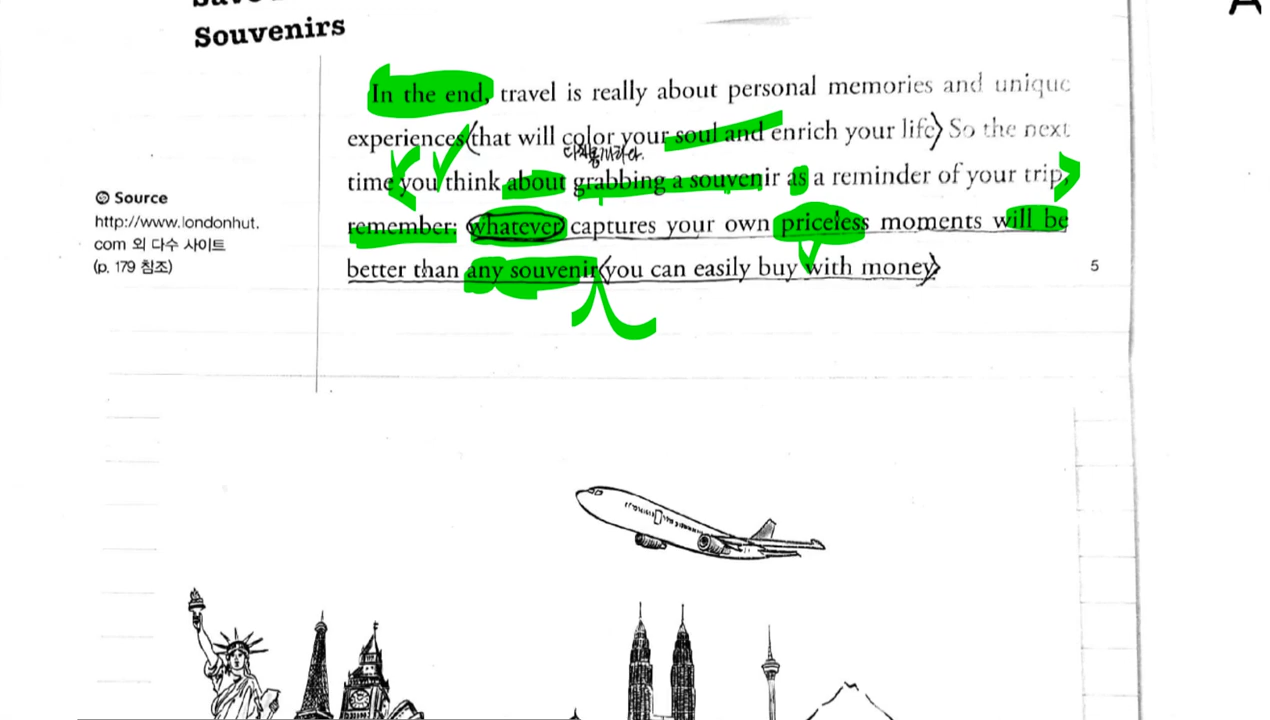 Souvenirs
In the end, travel is really about personal memories and unique
experiences (that will color your soul and enrich your life) So the next
time you think about grabbing a souvenir as a reminder of your trip,
remember: whatever captures your own priceless moments will be
better than any souvenir (you can easily buy with money)
5
Source
http://www.londonhut.
com 외 다수 사이트
(p. 179 참조)